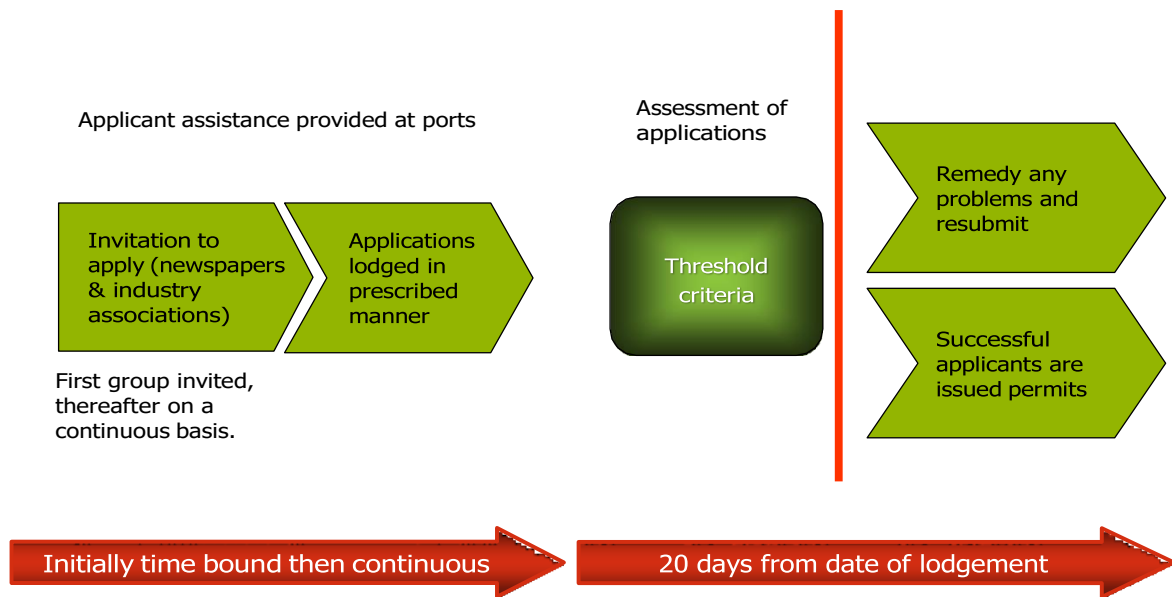 Applicant assistance provided at ports
Assessment of
applications
Invitation to
apply (newspapers
& industry
associations)
Applications
lodged in
prescribed
manner
Threshold
criteria
Remedy any
problems and
resubmit
Successful
applicants are
issued permits
First group invited,
thereafter on a
continuous basis.
Initially time bound then continuous
20 days from date of lodgement